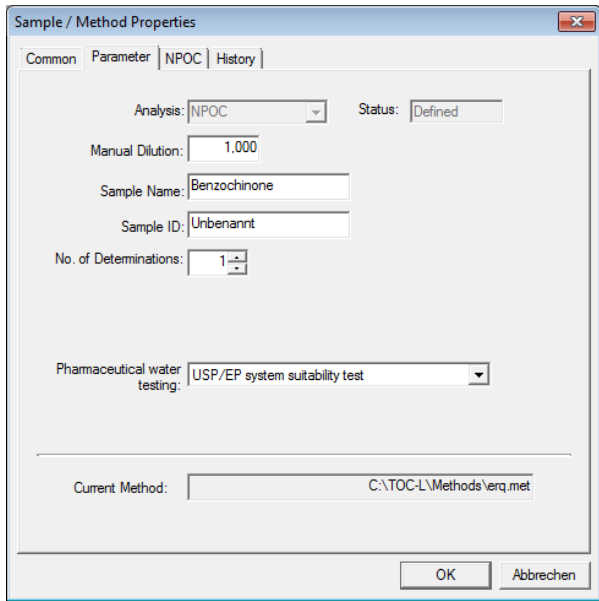 Sample / Method Properties
Common Parameter NPOC History
Analysis: NPOC Status: Defined
Manual Dilution: 1,000
Sample Name: Benzochinone
Sample ID: Unbenannt
No. of Determinations: 1
Pharmaceutical water
testing: USP/EP system suitability test
Current Method: C:\TOC-L\Methods\erq.met
OK Abbrechen